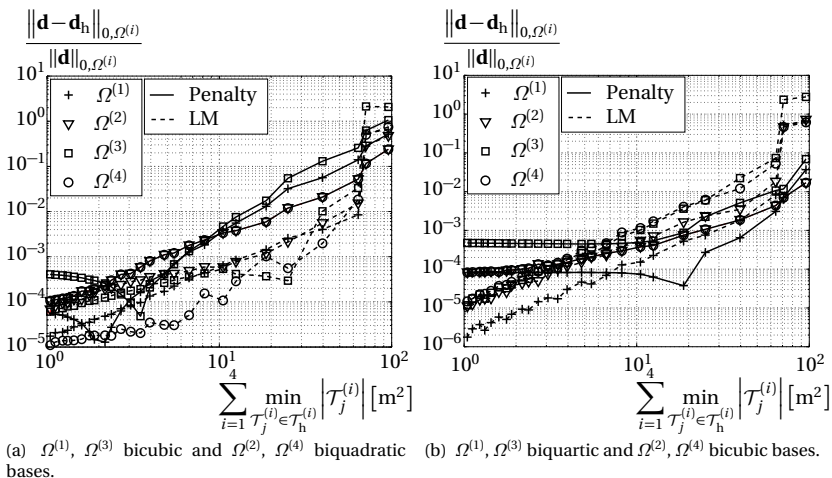 ‖d − d_h‖_{0,Ω^(i)}
‖d‖_{0,Ω^(i)}
10^1
10^0
10^−1
10^−2
10^−3
10^−4
10^−5
Ω^(1)
Ω^(2)
Ω^(3)
Ω^(4)
Penalty
LM
10^0 10^1 10^2
∑_{i=1}^{4} min_{𝒯_j^(i)∈𝒯_h^(i)} |𝒯_j^(i)| [m²]
(a) Ω^(1), Ω^(3) bicubic and Ω^(2), Ω^(4) biquadratic
bases.
‖d − d_h‖_{0,Ω^(i)}
‖d‖_{0,Ω^(i)}
10^1
10^0
10^−1
10^−2
10^−3
10^−4
10^−5
10^−6
Ω^(1)
Ω^(2)
Ω^(3)
Ω^(4)
Penalty
LM
10^0 10^1 10^2
∑_{i=1}^{4} min_{𝒯_j^(i)∈𝒯_h^(i)} |𝒯_j^(i)| [m²]
(b) Ω^(1), Ω^(3) biquartic and Ω^(2), Ω^(4) bicubic bases.